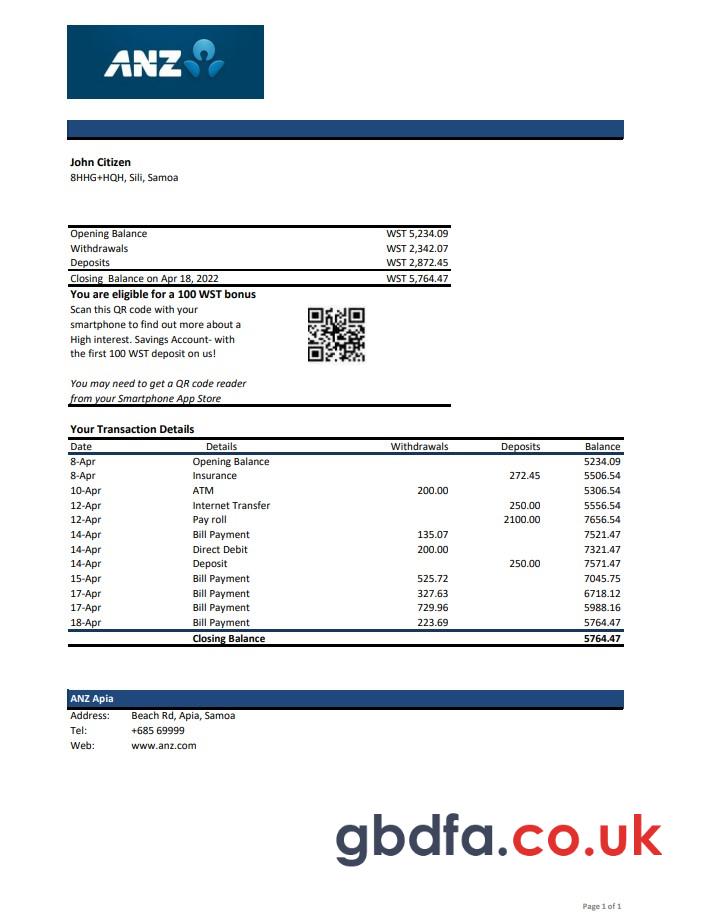 ANZ
John Citizen
8HHG+HQH, Sili, Samoa
Opening Balance WST 5,234.09
Withdrawals WST 2,342.07
Deposits WST 2,872.45
Closing Balance on Apr 18, 2022 WST 5,764.47
You are eligible for a 100 WST bonus
Scan this QR code with your
smartphone to find out more about a
High interest. Savings Account- with
the first 100 WST deposit on us!
You may need to get a QR code reader
from your Smartphone App Store
Your Transaction Details
Date Details Withdrawals Deposits Balance
8-Apr Opening Balance 5234.09
8-Apr Insurance 272.45 5506.54
10-Apr ATM 200.00 5306.54
12-Apr Internet Transfer 250.00 5556.54
12-Apr Pay roll 2100.00 7656.54
14-Apr Bill Payment 135.07 7521.47
14-Apr Direct Debit 200.00 7321.47
14-Apr Deposit 250.00 7571.47
15-Apr Bill Payment 525.72 7045.75
17-Apr Bill Payment 327.63 6718.12
17-Apr Bill Payment 729.96 5988.16
18-Apr Bill Payment 223.69 5764.47
Closing Balance 5764.47
ANZ Apia
Address: Beach Rd, Apia, Samoa
Tel: +685 69999
Web: www.anz.com
gbdfa.co.uk
Page 1 of 1